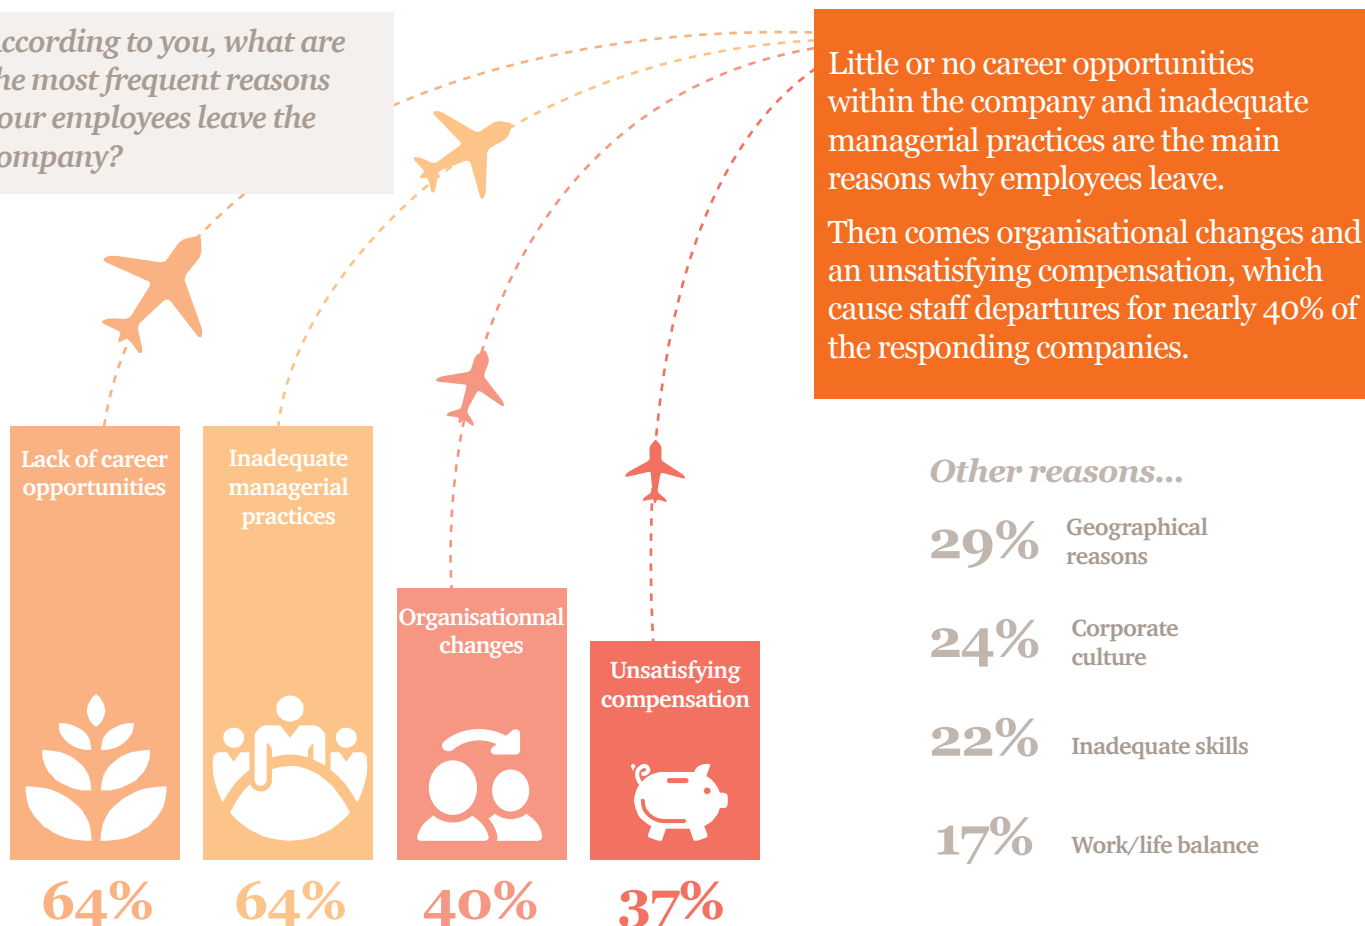 ccording to you, what are
he most frequent reasons
our employees leave the
ompany?
Little or no career opportunities
within the company and inadequate
managerial practices are the main
reasons why employees leave.
Then comes organisational changes and
an unsatisfying compensation, which
cause staff departures for nearly 40% of
the responding companies.
Lack of career
opportunities
64%
Inadequate
managerial
practices
64%
Organisationnal
changes
40%
Unsatisfying
compensation
37%
Other reasons...
29% Geographical
reasons
24% Corporate
culture
22% Inadequate skills
17% Work/life balance